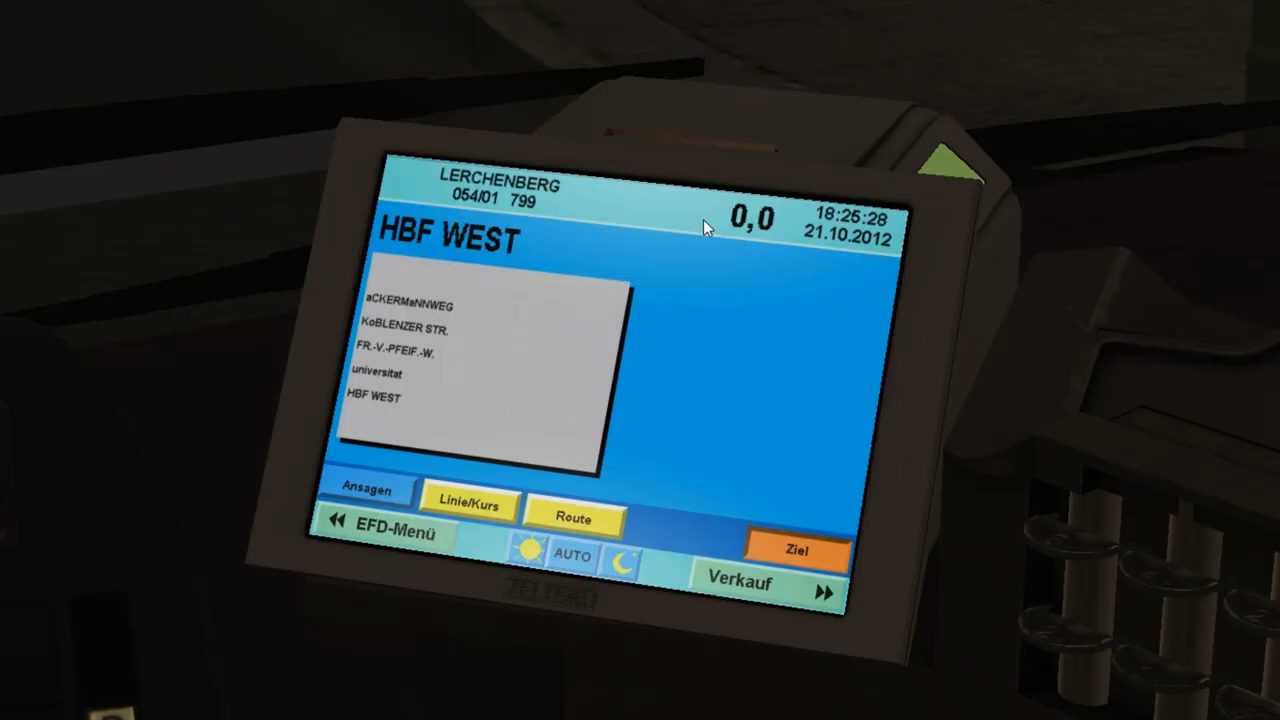 LERCHENBERG
054/01 799
0,0
18:25:28
21.10.2012
HBF WEST
aCKERMaNNWEG
KoBLENZER STR.
FR.-V.-PFEIF.-W.
universitat
HBF WEST
Ansagen
Linie/Kurs
Route
Ziel
EFD-Menü
AUTO
Verkauf